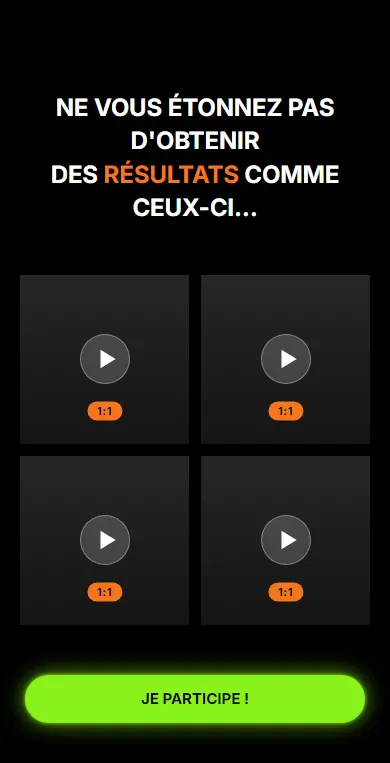 NE VOUS ÉTONNEZ PAS
D'OBTENIR
DES RÉSULTATS COMME
CEUX-CI...
1:1
1:1
1:1
1:1
JE PARTICIPE !